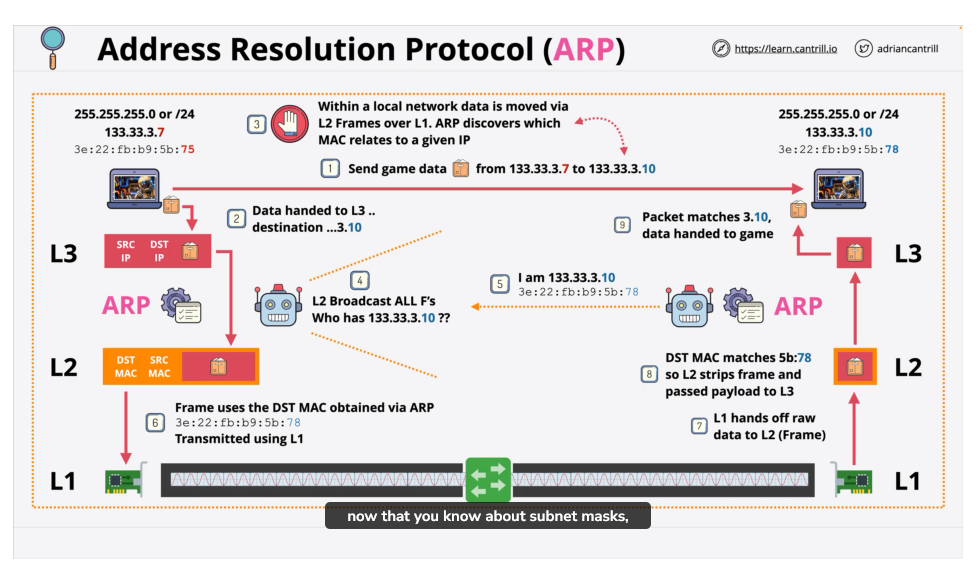 Address Resolution Protocol (ARP)
https://learn.cantrill.io
adriancantrill
255.255.255.0 or /24
133.33.3.7
3e:22:fb:b9:5b:75
3
Within a local network data is moved via
L2 Frames over L1. ARP discovers which
MAC relates to a given IP
255.255.255.0 or /24
133.33.3.10
3e:22:fb:b9:5b:78
1
Send game data from 133.33.3.7 to 133.33.3.10
2
Data handed to L3 ..
destination ...3.10
9
Packet matches 3.10,
data handed to game
L3
SRC IP
DST IP
L3
4
L2 Broadcast ALL F's
Who has 133.33.3.10 ??
5
I am 133.33.3.10
3e:22:fb:b9:5b:78
ARP
ARP
L2
DST MAC
SRC MAC
8
DST MAC matches 5b:78
so L2 strips frame and
passed payload to L3
L2
6
Frame uses the DST MAC obtained via ARP
3e:22:fb:b9:5b:78
Transmitted using L1
7
L1 hands off raw
data to L2 (Frame)
L1
L1
now that you know about subnet masks,